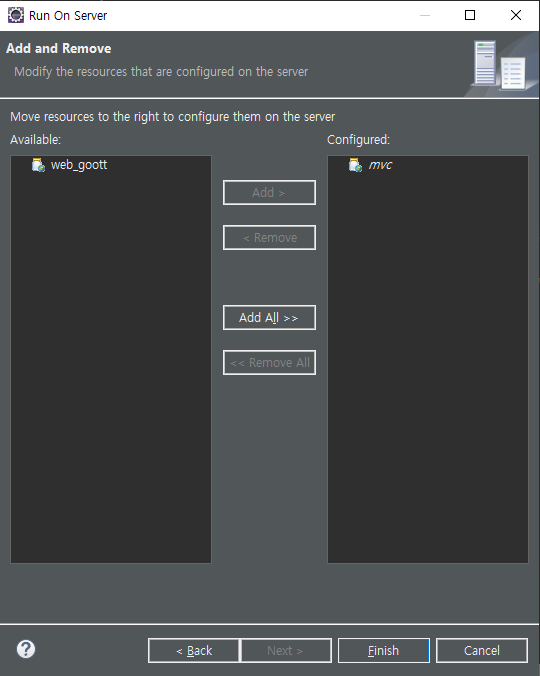 Run On Server
Add and Remove
Modify the resources that are configured on the server
Move resources to the right to configure them on the server
Available:
Configured:
web_goott
mvc
Add >
< Remove
Add All >>
<< Remove All
?
< Back
Next >
Finish
Cancel